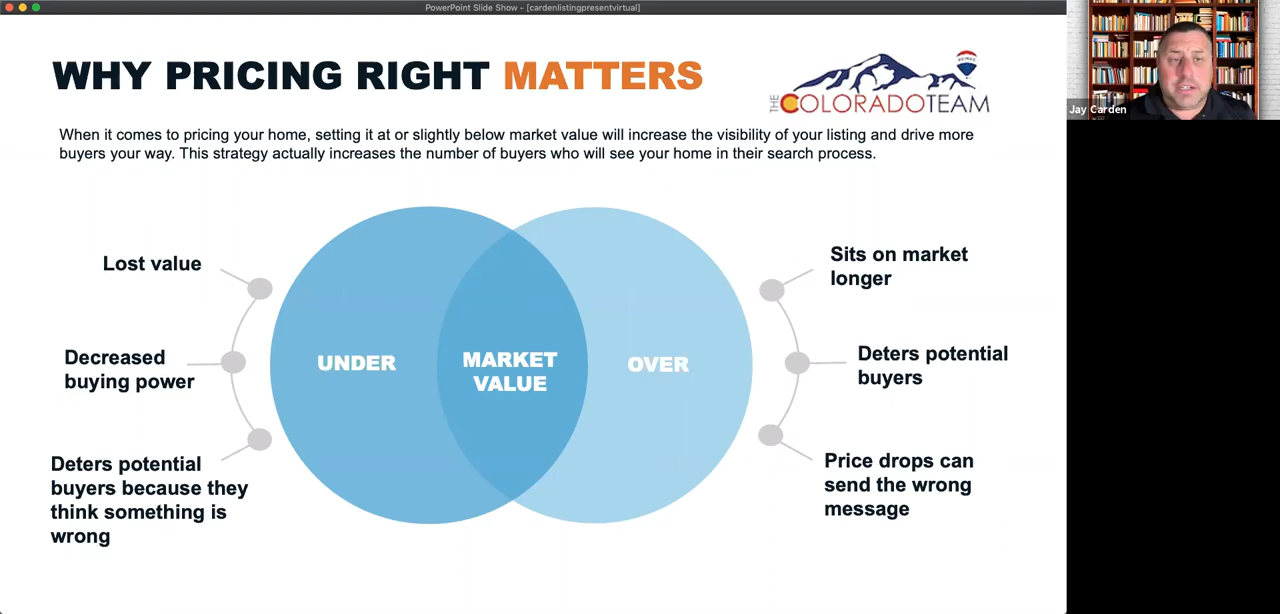 PowerPoint Slide Show - [cardenlistingpresentvirtual]
WHY PRICING RIGHT MATTERS
RE/MAX
THE COLORADOTEAM
Jay Carden
When it comes to pricing your home, setting it at or slightly below market value will increase the visibility of your listing and drive more
buyers your way. This strategy actually increases the number of buyers who will see your home in their search process.
Lost value
Decreased
buying power
Deters potential
buyers because they
think something is
wrong
UNDER
MARKET
VALUE
OVER
Sits on market
longer
Deters potential
buyers
Price drops can
send the wrong
message